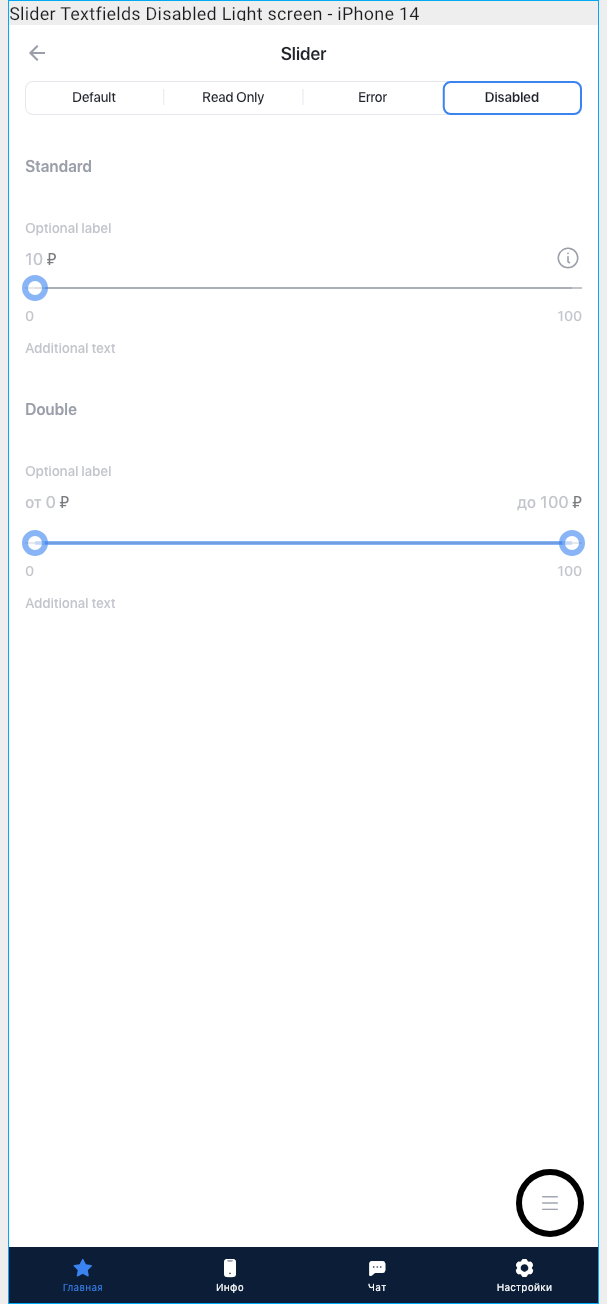 Slider Textfields Disabled Light screen - iPhone 14
Slider
Default Read Only Error Disabled
Standard
Optional label
10 ₽
0 100
Additional text
Double
Optional label
от 0 ₽ до 100 ₽
0 100
Additional text
Главная Инфо Чат Настройки